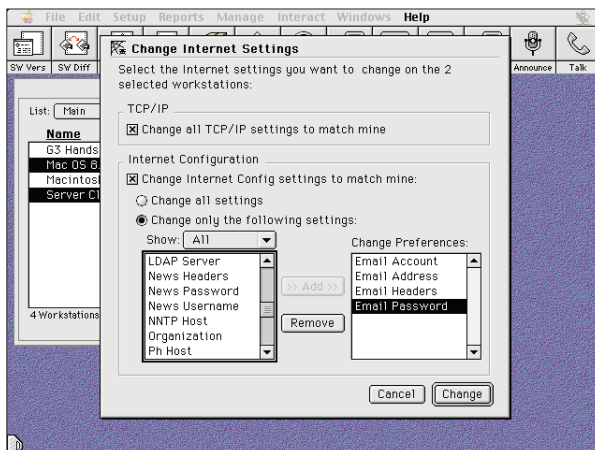 File Edit Setup Reports Manage Interact Windows Help
SW Vers SW Diff Announce Talk
Change Internet Settings
Select the Internet settings you want to change on the 2
selected workstations:
TCP/IP
Change all TCP/IP settings to match mine
Internet Configuration
Change Internet Config settings to match mine:
Change all settings
Change only the following settings:
Show: All
Change Preferences:
LDAP Server
News Headers
News Password
News Username
NNTP Host
Organization
Ph Host
>> Add >>
Remove
Email Account
Email Address
Email Headers
Email Password
Cancel Change
List: Main
Name
G3 Hands
Mac OS 8.
Macintos
Server Cl
4 Workstations